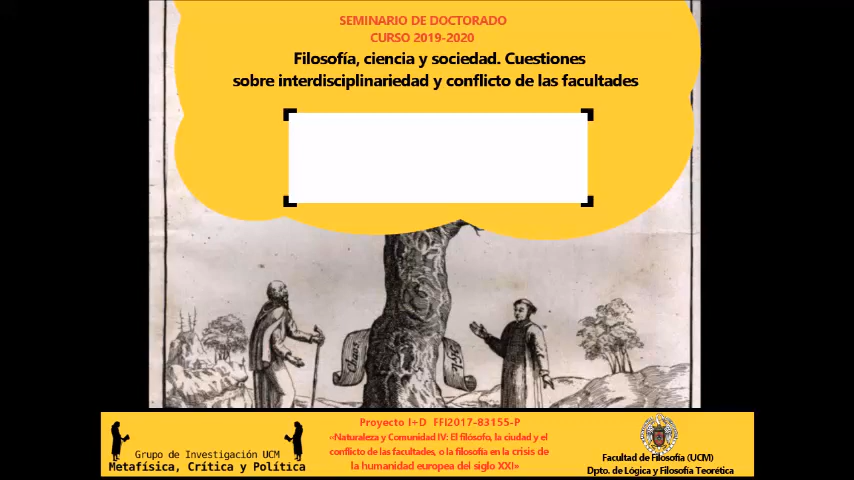 SEMINARIO DE DOCTORADO
CURSO 2019-2020
Filosofía, ciencia y sociedad. Cuestiones
sobre interdisciplinariedad y conflicto de las facultades
Chaos
Grupo de Investigación UCM
Metafísica, Crítica y Política
Proyecto I+D FFI2017-83155-P
«Naturaleza y Comunidad IV: El filósofo, la ciudad y el
conflicto de las facultades, o la filosofía en la crisis de
la humanidad europea del siglo XXI»
Facultad de Filosofía (UCM)
Dpto. de Lógica y Filosofía Teorética